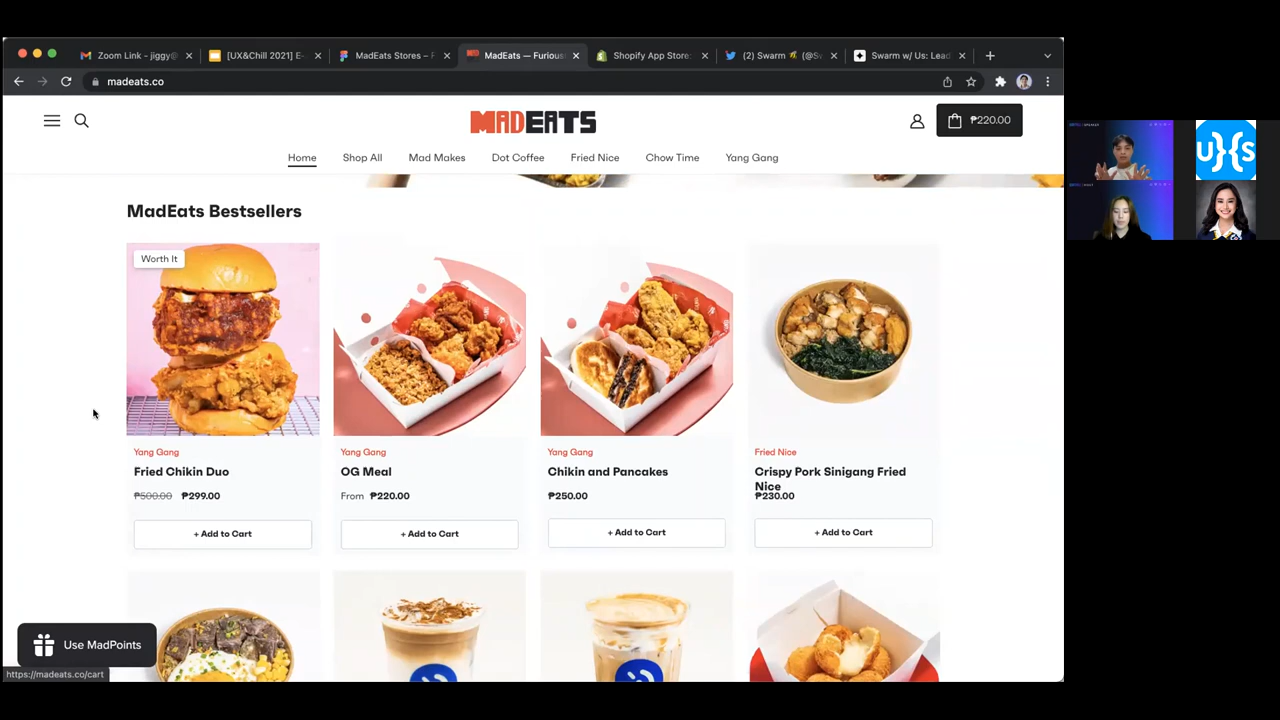 Zoom Link - jiggy@
[UX&Chill 2021] E-
MadEats Stores – F
MadEats — Furious
Shopify App Store:
(2) Swarm 🐝 (@Sw
Swarm w/ Us: Lead
madeats.co
MADEATS
₱220.00
Home
Shop All
Mad Makes
Dot Coffee
Fried Nice
Chow Time
Yang Gang
MadEats Bestsellers
Worth It
Yang Gang
Fried Chikin Duo
₱500.00 ₱299.00
+ Add to Cart
Yang Gang
OG Meal
From ₱220.00
+ Add to Cart
Yang Gang
Chikin and Pancakes
₱250.00
+ Add to Cart
Fried Nice
Crispy Pork Sinigang Fried
Nice
₱230.00
+ Add to Cart
Use MadPoints
https://madeats.co/cart